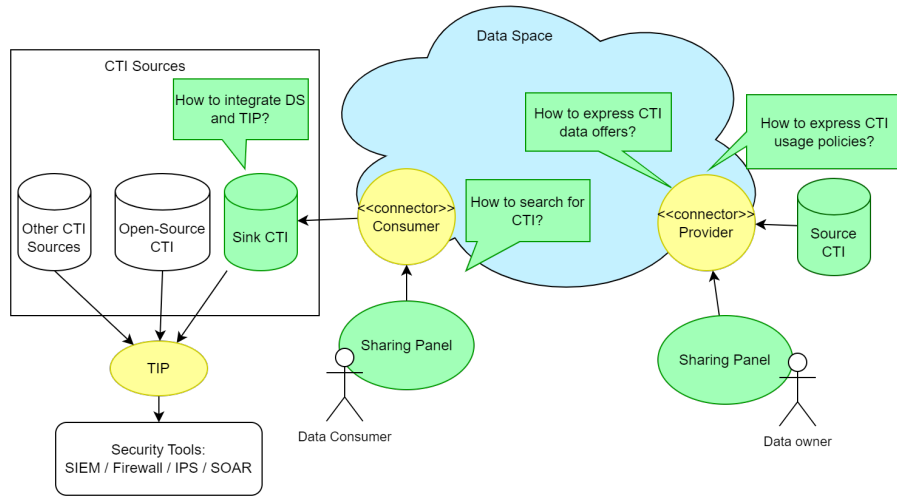 Data Space
CTI Sources
How to integrate DS
and TIP?
How to express CTI
data offers?
How to express CTI
usage policies?
Other CTI
Sources
Open-Source
CTI
Sink CTI
<<connector>>
Consumer
How to search for
CTI?
<<connector>>
Provider
Source
CTI
Sharing Panel
Sharing Panel
TIP
Data Consumer
Data owner
Security Tools:
SIEM / Firewall / IPS / SOAR